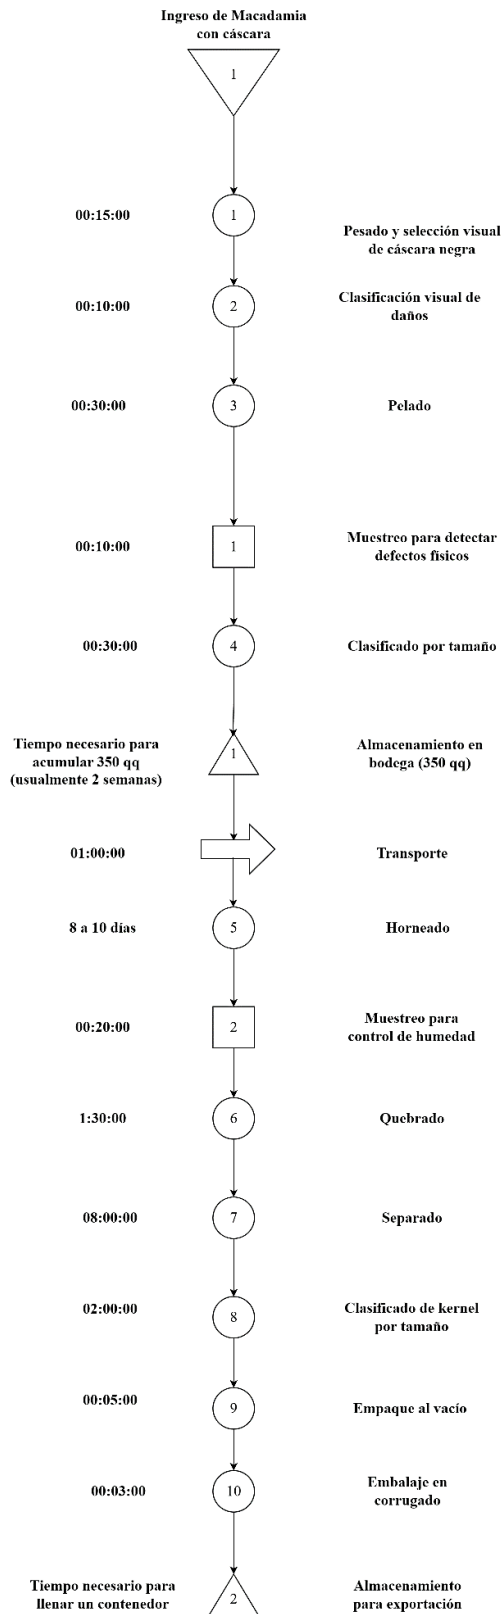 Ingreso de Macadamia
con cáscara
1
00:15:00
1
Pesado y selección visual
de cáscara negra
00:10:00
2
Clasificación visual de
daños
00:30:00
3
Pelado
00:10:00
1
Muestreo para detectar
defectos físicos
00:30:00
4
Clasificado por tamaño
Tiempo necesario para
acumular 350 qq
(usualmente 2 semanas)
1
Almacenamiento en
bodega (350 qq)
01:00:00
Transporte
8 a 10 días
5
Horneado
00:20:00
2
Muestreo para
control de humedad
1:30:00
6
Quebrado
08:00:00
7
Separado
02:00:00
8
Clasificado de kernel
por tamaño
00:05:00
9
Empaque al vacío
00:03:00
10
Embalaje en
corrugado
Tiempo necesario para
llenar un contenedor
2
Almacenamiento
para exportación